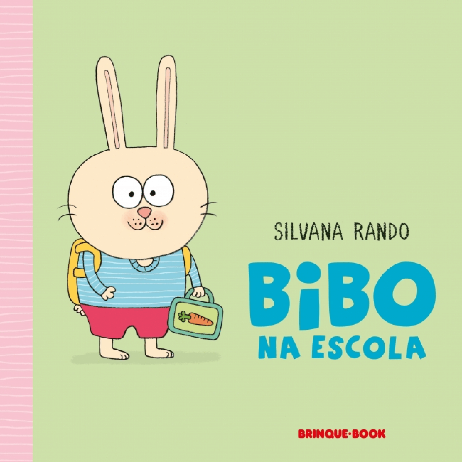 SILVANA RANDO
BiBO
NA ESCOLA
BRINQUE-BOOK